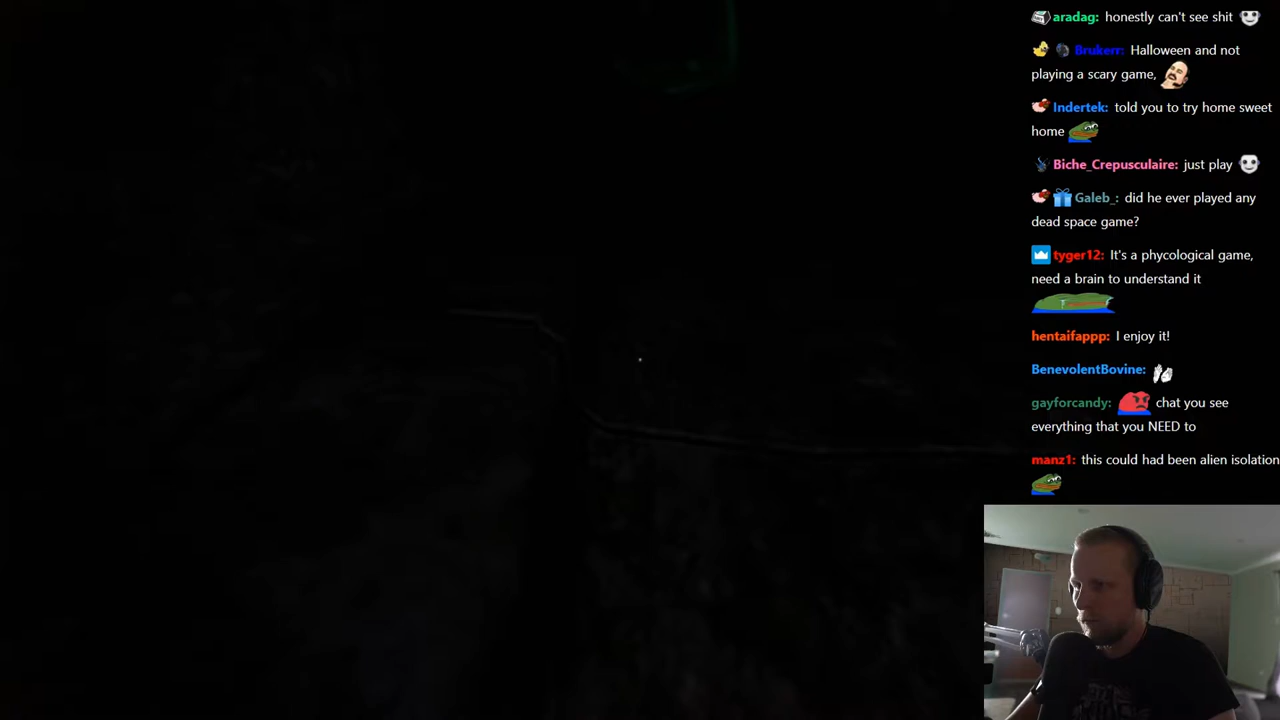 aradag: honestly can't see shit
Brukerr: Halloween and not
playing a scary game,
Indertek: told you to try home sweet
home
Biche_Crepusculaire: just play
Galeb_: did he ever played any
dead space game?
tyger12: It's a phycological game,
need a brain to understand it
hentaifappp: I enjoy it!
BenevolentBovine:
gayforcandy: chat you see
everything that you NEED to
manz1: this could had been alien isolation